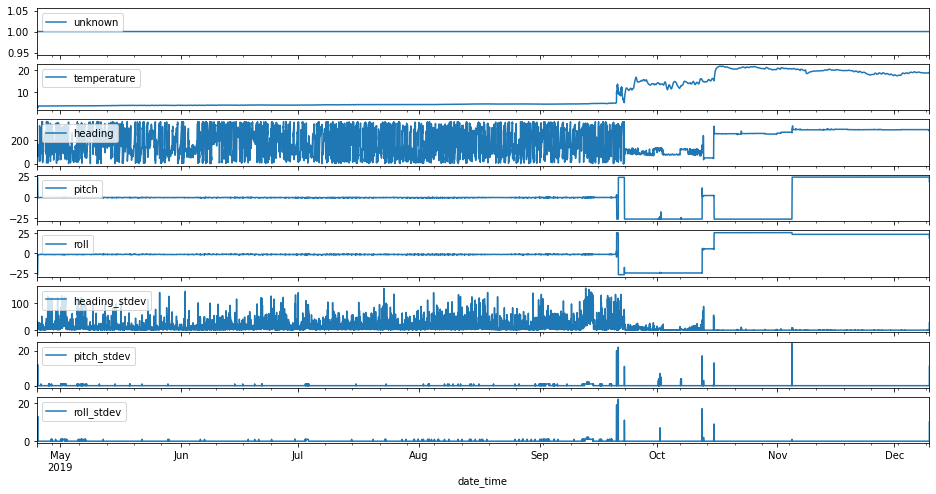 1.05
unknown
1.00
0.95
20
temperature
10
heading
200
0
25
pitch
0
−25
25
roll
0
−25
heading_stdev
100
0
20
pitch_stdev
0
20
roll_stdev
0
May Jun Jul Aug Sep Oct Nov Dec
2019
date_time